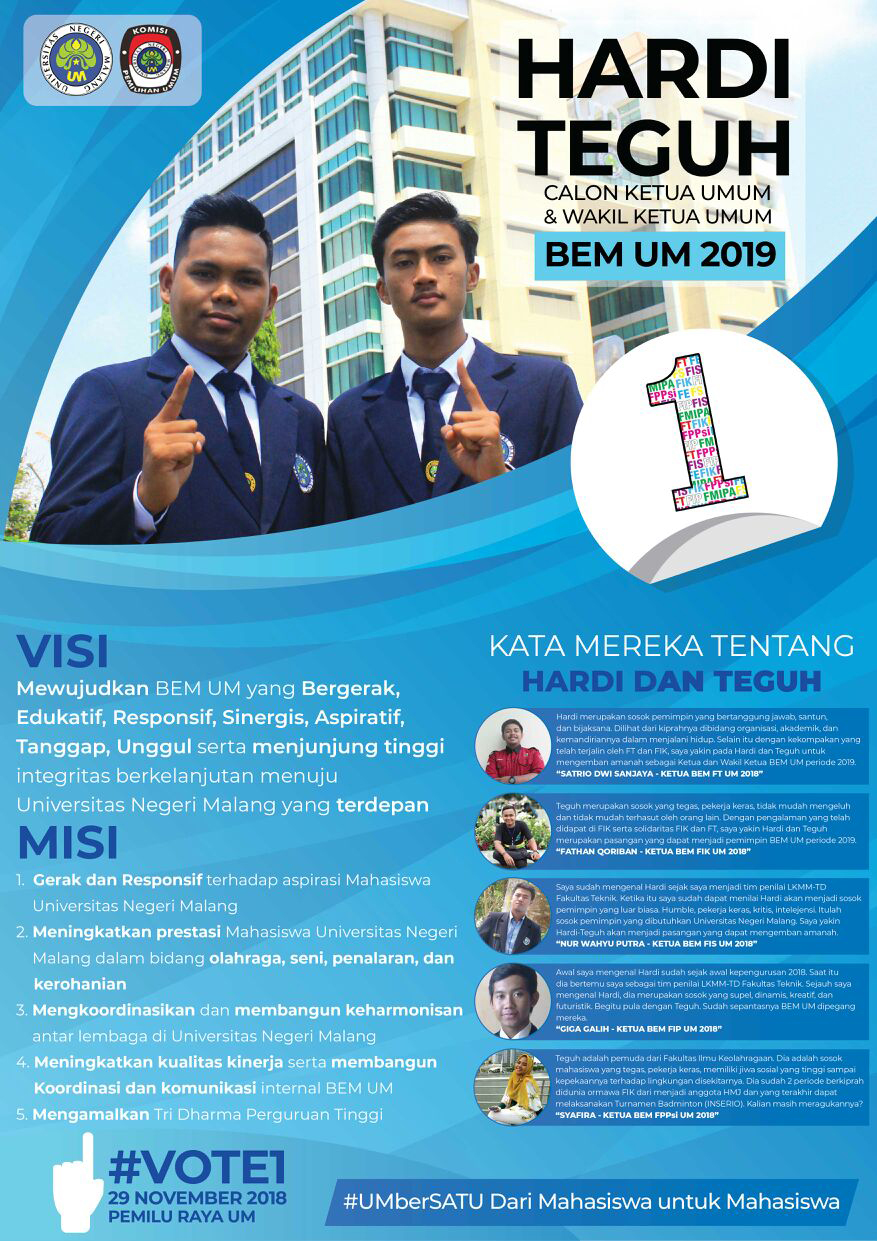 UNIVERSITAS NEGERI MALANG
UM
KOMISI
PEMILIHAN UMUM
HARDI
TEGUH
CALON KETUA UMUM
& WAKIL KETUA UMUM
BEM UM 2019
1
VISI
Mewujudkan BEM UM yang Bergerak,
Edukatif, Responsif, Sinergis, Aspiratif,
Tanggap, Unggul serta menjunjung tinggi
integritas berkelanjutan menuju
Universitas Negeri Malang yang terdepan
MISI
1. Gerak dan Responsif terhadap aspirasi Mahasiswa
Universitas Negeri Malang
2. Meningkatkan prestasi Mahasiswa Universitas Negeri
Malang dalam bidang olahraga, seni, penalaran, dan
kerohanian
3. Mengkoordinasikan dan membangun keharmonisan
antar lembaga di Universitas Negeri Malang
4. Meningkatkan kualitas kinerja serta membangun
Koordinasi dan komunikasi internal BEM UM
5. Mengamalkan Tri Dharma Perguruan Tinggi
KATA MEREKA TENTANG
HARDI DAN TEGUH
Hardi merupakan sosok pemimpin yang bertanggung jawab, santun,
dan bijaksana. Dilihat dari kiprahnya dibidang organisasi, akademik, dan
kemandiriannya dalam menjalani hidup. Selain itu dengan kekompakan yang
telah terjalin oleh FT dan FIK, saya yakin pada Hardi dan Teguh untuk
mengemban amanah sebagai Ketua dan Wakil Ketua BEM UM periode 2019.
"SATRIO DWI SANJAYA - KETUA BEM FT UM 2018"
Teguh merupakan sosok yang tegas, pekerja keras, tidak mudah mengeluh
dan tidak mudah terhasut oleh orang lain. Dengan pengalaman yang telah
didapat di FIK serta solidaritas FIK dan FT, saya yakin Hardi dan Teguh
merupakan pasangan yang dapat menjadi pemimpin BEM UM periode 2019.
"FATHAN QORIBAN - KETUA BEM FIK UM 2018"
Saya sudah mengenal Hardi sejak saya menjadi tim penilai LKMM-TD
Fakultas Teknik. Ketika itu saya sudah dapat menilai Hardi akan menjadi sosok
pemimpin yang luar biasa. Humble, pekerja keras, kritis, intelejensi. Itulah
sosok pemimpin yang dibutuhkan Universitas Negeri Malang. Saya yakin
Hardi-Teguh akan menjadi pasangan yang dapat mengemban amanah.
"NUR WAHYU PUTRA - KETUA BEM FIS UM 2018"
Awal saya mengenal Hardi sudah sejak awal kepengurusan 2018. Saat itu
dia bertemu saya sebagai tim penilai LKMM-TD Fakultas Teknik. Sejauh saya
mengenal Hardi, dia merupakan sosok yang supel, dinamis, kreatif, dan
futuristik. Begitu pula dengan Teguh. Sudah sepantasnya BEM UM dipegang
mereka.
"GIGA GALIH - KETUA BEM FIP UM 2018"
Teguh adalah pemuda dari Fakultas Ilmu Keolahragaan. Dia adalah sosok
mahasiswa yang tegas, pekerja keras, memiliki jiwa sosial yang tinggi sampai
kepekaannya terhadap lingkungan disekitarnya. Dia sudah 2 periode berkiprah
didunia ormawa FIK dari menjadi anggota HMJ dan yang terakhir dapat
melaksanakan Turnamen Badminton (INSERIO). Kalian masih meragukannya?
"SYAFIRA - KETUA BEM FPPsi UM 2018"
#VOTE1
29 NOVEMBER 2018
PEMILU RAYA UM
#UMberSATU Dari Mahasiswa untuk Mahasiswa